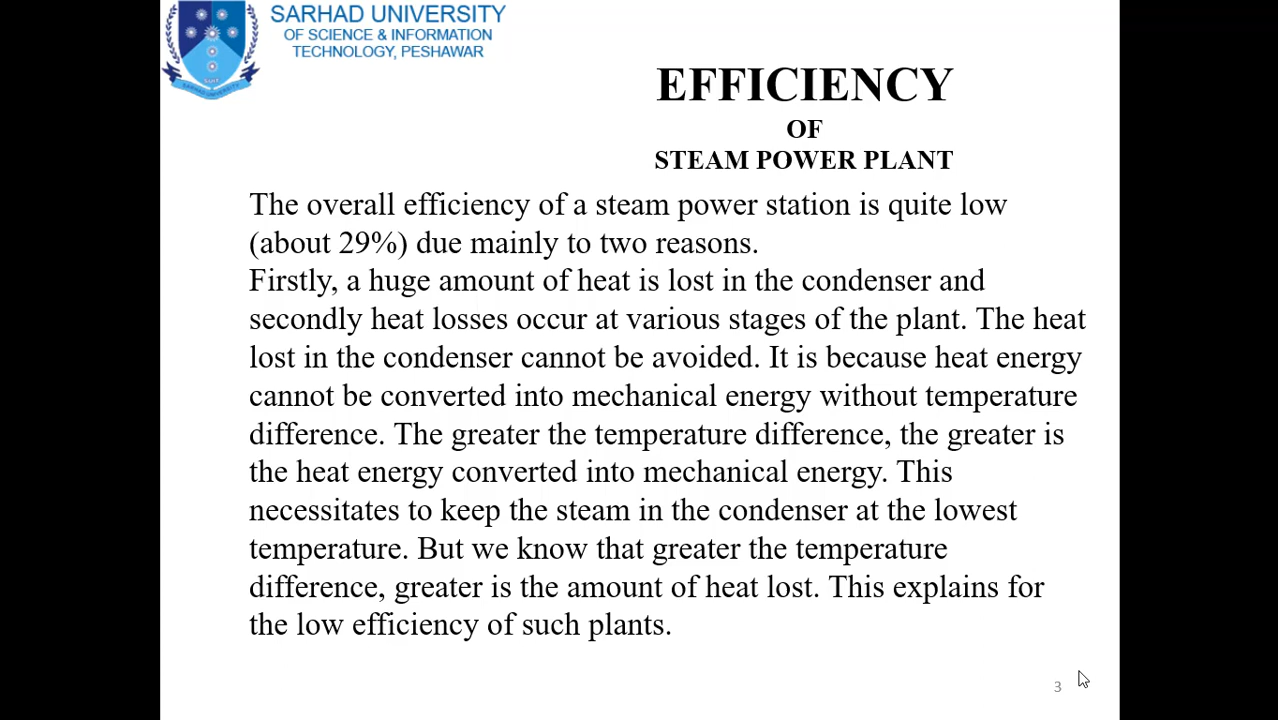 SARHAD UNIVERSITY
OF SCIENCE & INFORMATION
TECHNOLOGY, PESHAWAR
EFFICIENCY
OF
STEAM POWER PLANT
The overall efficiency of a steam power station is quite low
(about 29%) due mainly to two reasons.
Firstly, a huge amount of heat is lost in the condenser and
secondly heat losses occur at various stages of the plant. The heat
lost in the condenser cannot be avoided. It is because heat energy
cannot be converted into mechanical energy without temperature
difference. The greater the temperature difference, the greater is
the heat energy converted into mechanical energy. This
necessitates to keep the steam in the condenser at the lowest
temperature. But we know that greater the temperature
difference, greater is the amount of heat lost. This explains for
the low efficiency of such plants.
3